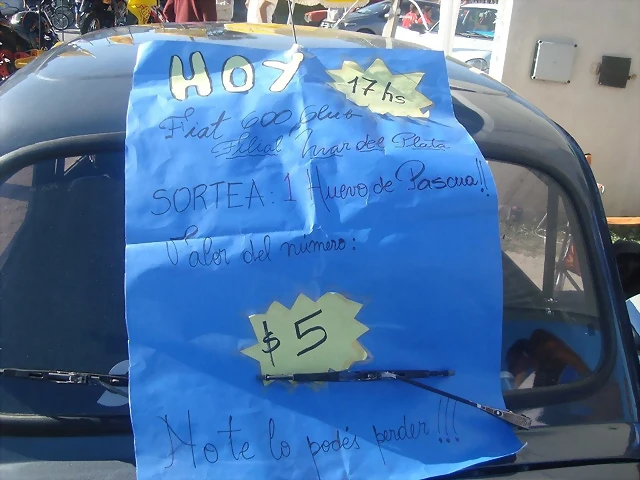 HOY
17 hs
Fiat 600 Club
Filial Mar del Plata
SORTEA: 1 Huevo de Pascua!!
Valor del número:
$ 5
No te lo podés perder!!!